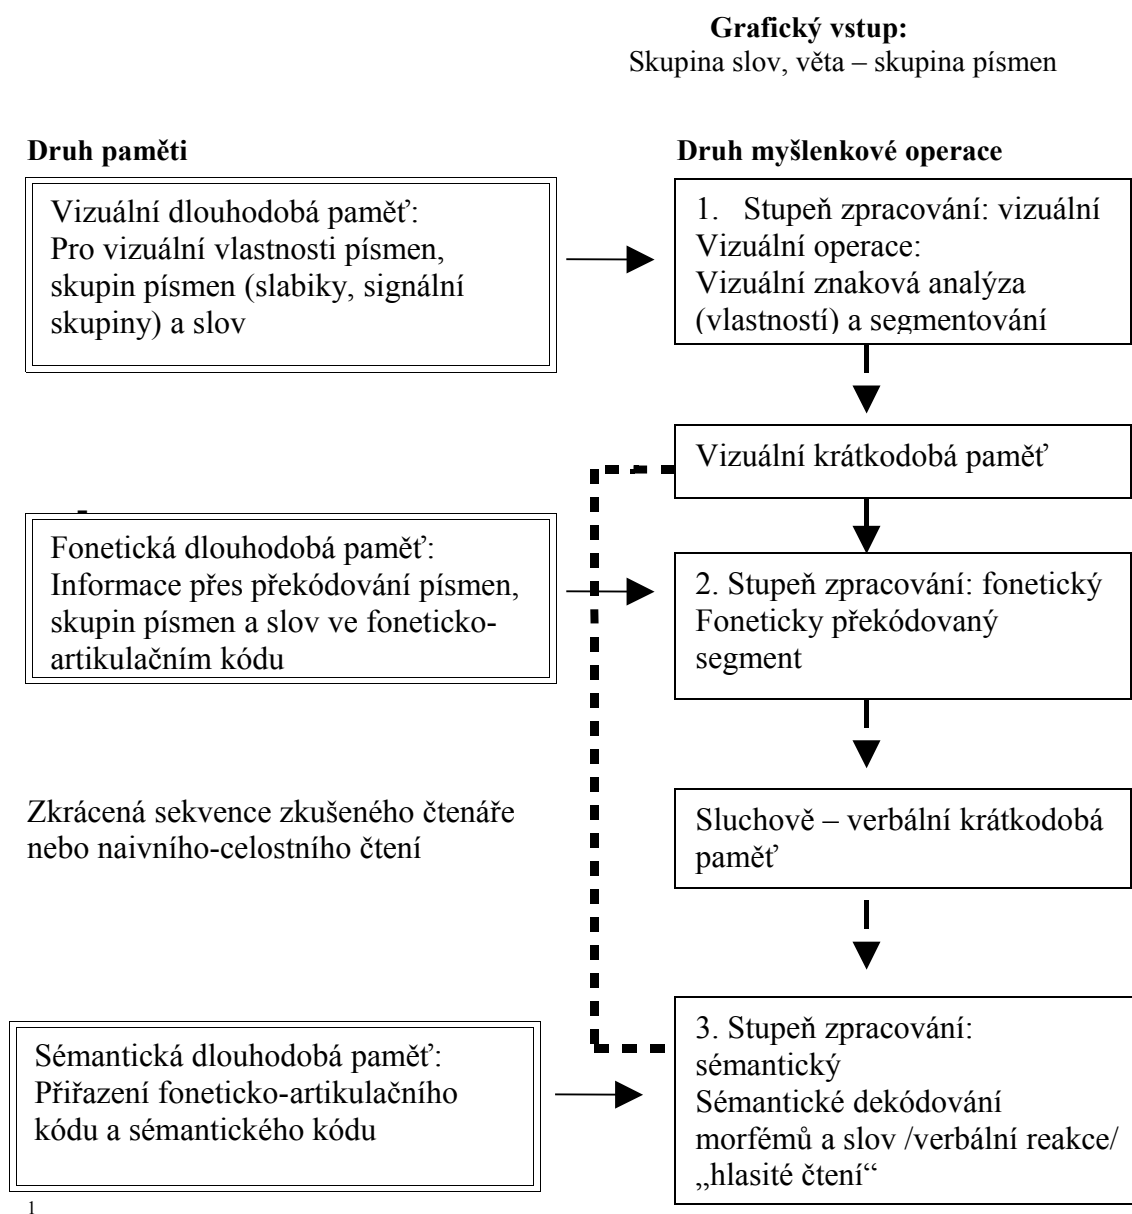 Grafický vstup:
Skupina slov, věta – skupina písmen
Druh paměti
Druh myšlenkové operace
Vizuální dlouhodobá paměť:
Pro vizuální vlastnosti písmen,
skupin písmen (slabiky, signální
skupiny) a slov
1. Stupeň zpracování: vizuální
Vizuální operace:
Vizuální znaková analýza
(vlastností) a segmentování
Vizuální krátkodobá paměť
Fonetická dlouhodobá paměť:
Informace přes překódování písmen,
skupin písmen a slov ve foneticko-
artikulačním kódu
2. Stupeň zpracování: fonetický
Foneticky překódovaný
segment
Zkrácená sekvence zkušeného čtenáře
nebo naivního-celostního čtení
Sluchově – verbální krátkodobá
paměť
Sémantická dlouhodobá paměť:
Přiřazení foneticko-artikulačního
kódu a sémantického kódu
3. Stupeň zpracování:
sémantický
Sémantické dekódování
morfémů a slov /verbální reakce/
„hlasité čtení“
1